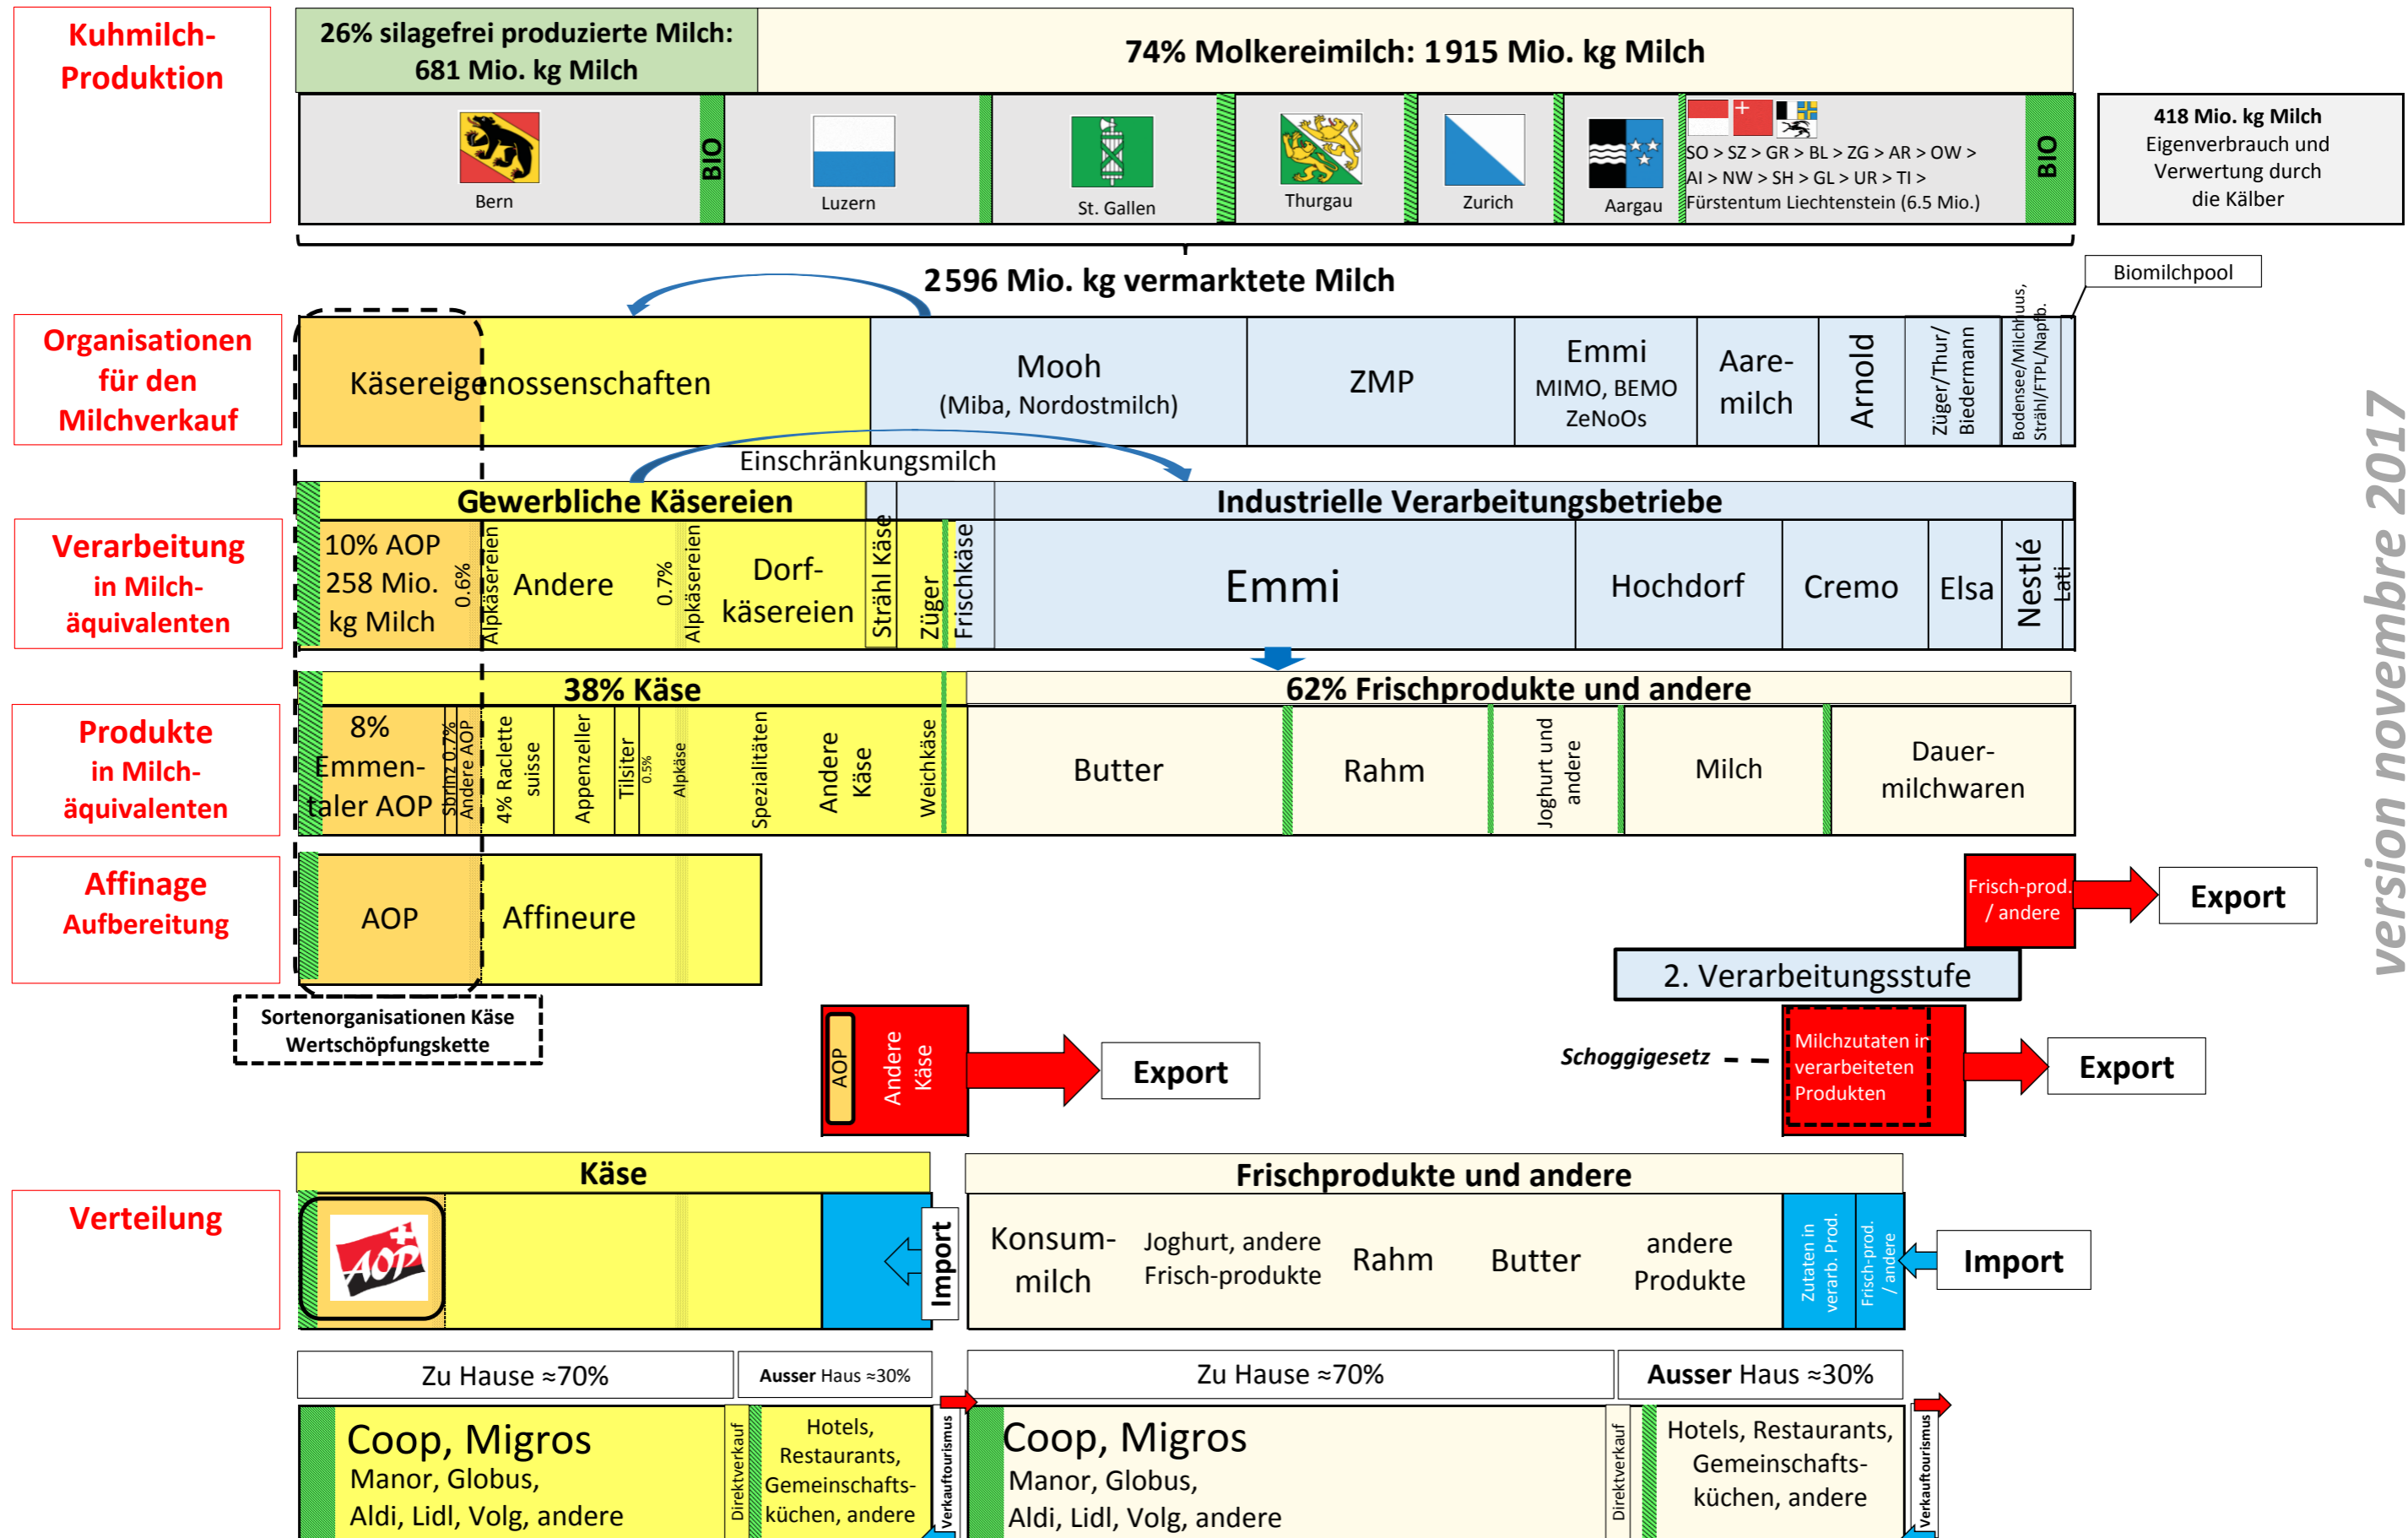 Kuhmilch-
Produktion
26% silagefrei produzierte Milch:
681 Mio. kg Milch
74% Molkereimilch: 1915 Mio. kg Milch
Bern
BIO
Luzern
St. Gallen
Thurgau
Zurich
Aargau
SO > SZ > GR > BL > ZG > AR > OW >
AI > NW > SH > GL > UR > TI >
Fürstentum Liechtenstein (6.5 Mio.)
BIO
418 Mio. kg Milch
Eigenverbrauch und
Verwertung durch
die Kälber
2596 Mio. kg vermarktete Milch
Biomilchpool
Organisationen
für den
Milchverkauf
Käsereigenossenschaften
Mooh
(Miba, Nordostmilch)
ZMP
Emmi
MIMO, BEMO
ZeNoOs
Aare-
milch
Arnold
Züger/Thur/
Biedermann
Bodensee/Milchhuus,
Strähl/FTPL/Napfb.
Einschränkungsmilch
Gewerbliche Käsereien
Industrielle Verarbeitungsbetriebe
Verarbeitung
in Milch-
äquivalenten
10% AOP
258 Mio.
kg Milch
0.6%
Alpkäsereien
Andere
0.7%
Alpkäsereien
Dorf-
käsereien
Strähl Käse
Züger
Frischkäse
Emmi
Hochdorf
Cremo
Elsa
Nestlé
Lati
38% Käse
62% Frischprodukte und andere
Produkte
in Milch-
äquivalenten
8%
Emmen-
taler AOP
Sbrinz 0.7%
Andere AOP
4% Raclette
suisse
Appenzeller
Tilsiter
0.5%
Alpkäse
Spezialitäten
Andere
Käse
Weichkäse
Butter
Rahm
Joghurt und
andere
Milch
Dauer-
milchwaren
Affinage
Aufbereitung
AOP
Affineure
Frisch-prod.
/ andere
Export
2. Verarbeitungsstufe
Sortenorganisationen Käse
Wertschöpfungskette
AOP
Andere
Käse
Export
Schoggigesetz
Milchzutaten in
verarbeiteten
Produkten
Export
Käse
Frischprodukte und andere
Verteilung
AOP
Import
Konsum-
milch
Joghurt, andere
Frisch-produkte
Rahm
Butter
andere
Produkte
Zutaten in
verarb. Prod.
Frisch-prod.
/ andere
Import
Zu Hause ≈70%
Ausser Haus ≈30%
Zu Hause ≈70%
Ausser Haus ≈30%
Coop, Migros
Manor, Globus,
Aldi, Lidl, Volg, andere
Direktverkauf
Hotels,
Restaurants,
Gemeinschafts-
küchen, andere
Verkauftourismus
Coop, Migros
Manor, Globus,
Aldi, Lidl, Volg, andere
Direktverkauf
Hotels, Restaurants,
Gemeinschafts-
küchen, andere
Verkauftourismus
version novembre 2017